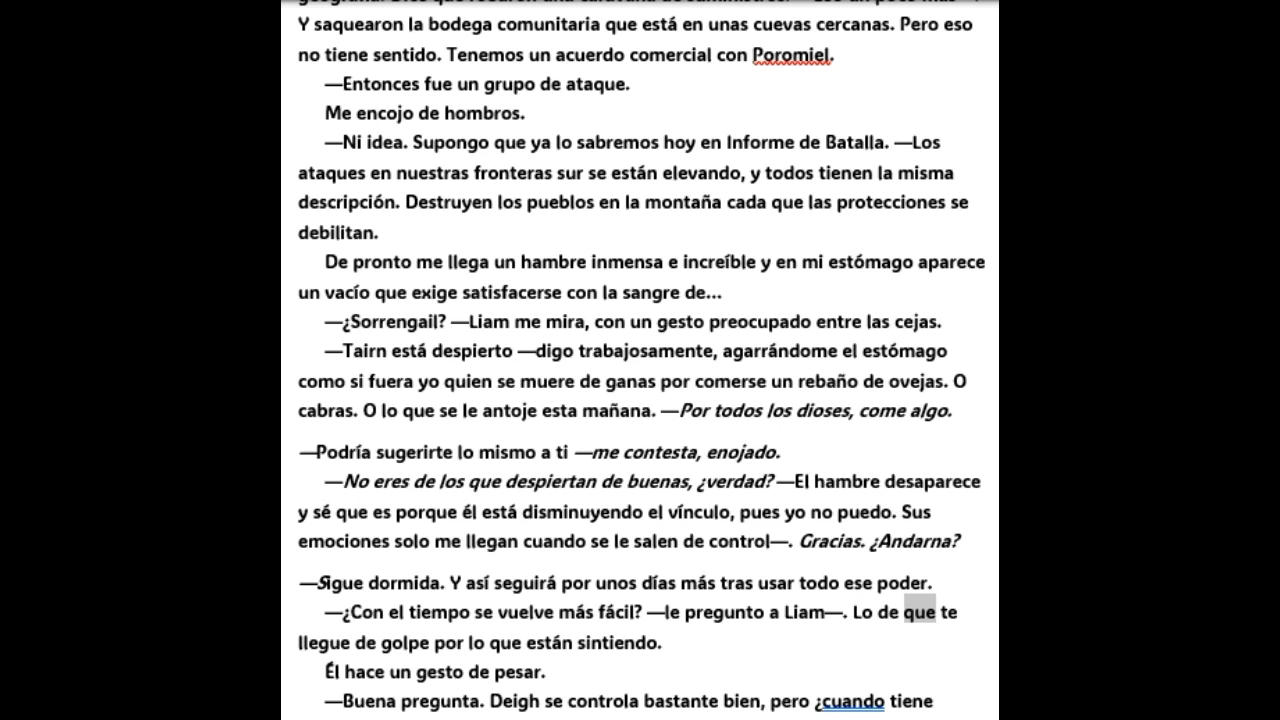 Y saquearon la bodega comunitaria que está en unas cuevas cercanas. Pero eso
no tiene sentido. Tenemos un acuerdo comercial con Poromiel.
—Entonces fue un grupo de ataque.
Me encojo de hombros.
—Ni idea. Supongo que ya lo sabremos hoy en Informe de Batalla. —Los
ataques en nuestras fronteras sur se están elevando, y todos tienen la misma
descripción. Destruyen los pueblos en la montaña cada que las protecciones se
debilitan.
De pronto me llega un hambre inmensa e increíble y en mi estómago aparece
un vacío que exige satisfacerse con la sangre de...
—¿Sorrengail? —Liam me mira, con un gesto preocupado entre las cejas.
—Tairn está despierto —digo trabajosamente, agarrándome el estómago
como si fuera yo quien se muere de ganas por comerse un rebaño de ovejas. O
cabras. O lo que se le antoje esta mañana. —Por todos los dioses, come algo.
—Podría sugerirte lo mismo a ti —me contesta, enojado.
—No eres de los que despiertan de buenas, ¿verdad? —El hambre desaparece
y sé que es porque él está disminuyendo el vínculo, pues yo no puedo. Sus
emociones solo me llegan cuando se le salen de control—. Gracias. ¿Andarna?
—Sigue dormida. Y así seguirá por unos días más tras usar todo ese poder.
—¿Con el tiempo se vuelve más fácil? —le pregunto a Liam—. Lo de que te
llegue de golpe por lo que están sintiendo.
Él hace un gesto de pesar.
—Buena pregunta. Deigh se controla bastante bien, pero ¿cuando tiene